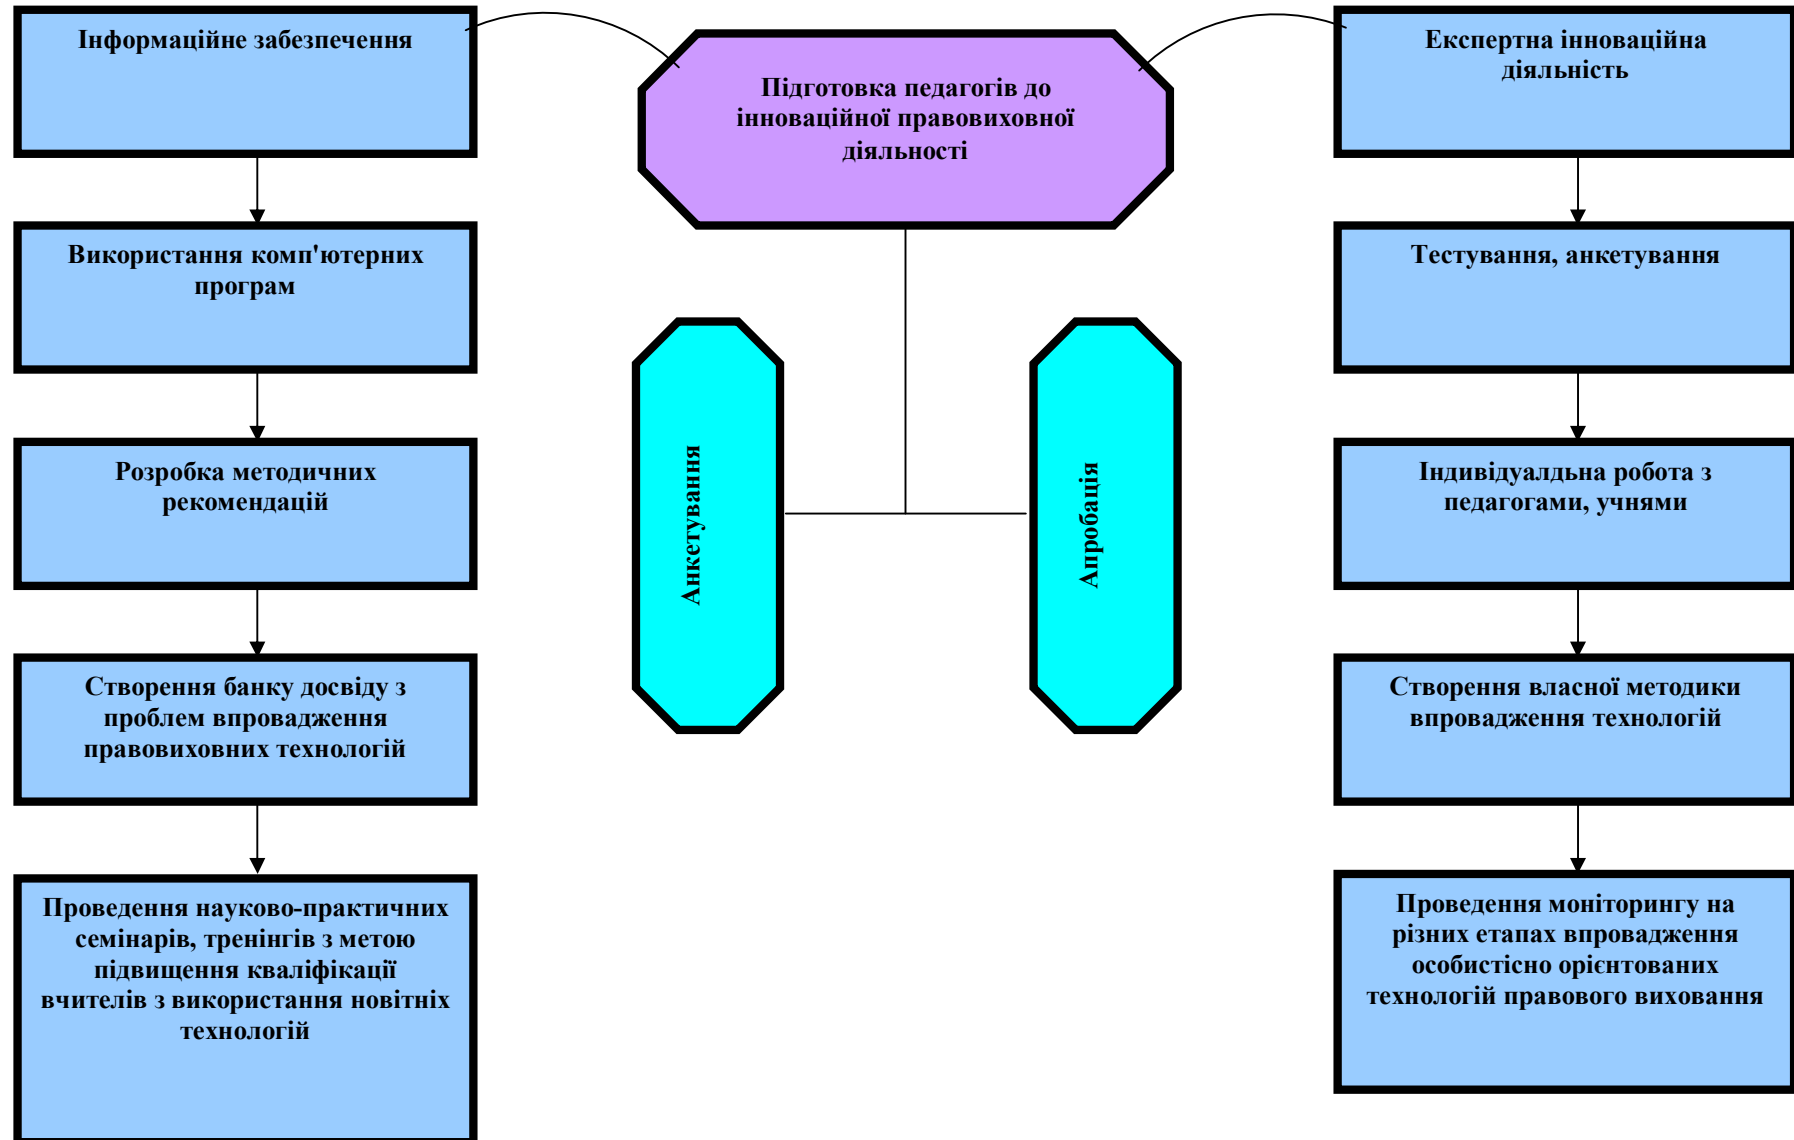 Інформаційне забезпечення
Використання комп'ютерних
програм
Розробка методичних
рекомендацій
Створення банку досвіду з
проблем впровадження
правовиховних технологій
Проведення науково-практичних
семінарів, тренінгів з метою
підвищення кваліфікації
вчителів з використання новітніх
технологій
Підготовка педагогів до
інноваційної правовиховної
діяльності
Анкетування
Апробація
Експертна інноваційна
діяльність
Тестування, анкетування
Індивідуалдьна робота з
педагогами, учнями
Створення власної методики
впровадження технологій
Проведення моніторингу на
різних етапах впровадження
особистісно орієнтованих
технологій правового виховання